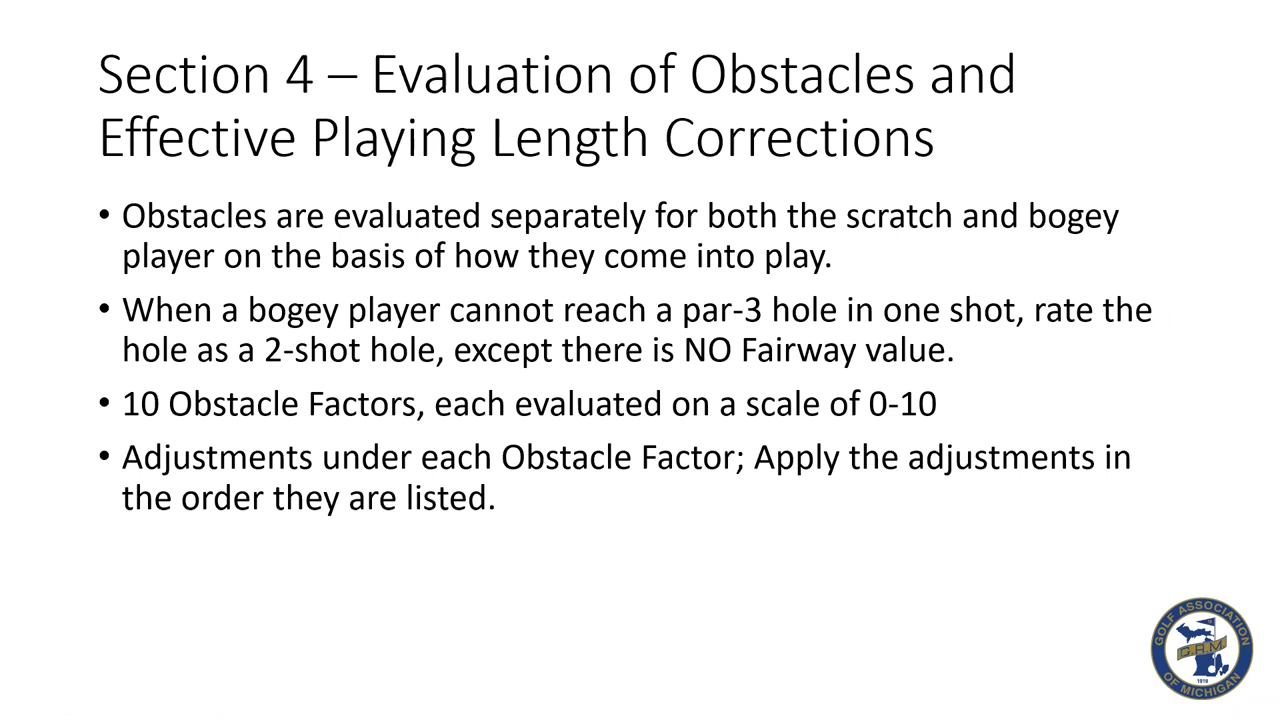 Section 4 – Evaluation of Obstacles and
Effective Playing Length Corrections
• Obstacles are evaluated separately for both the scratch and bogey
player on the basis of how they come into play.
• When a bogey player cannot reach a par-3 hole in one shot, rate the
hole as a 2-shot hole, except there is NO Fairway value.
• 10 Obstacle Factors, each evaluated on a scale of 0-10
• Adjustments under each Obstacle Factor; Apply the adjustments in
the order they are listed.
GOLF ASSOCIATION
G.A.M
1919
OF MICHIGAN